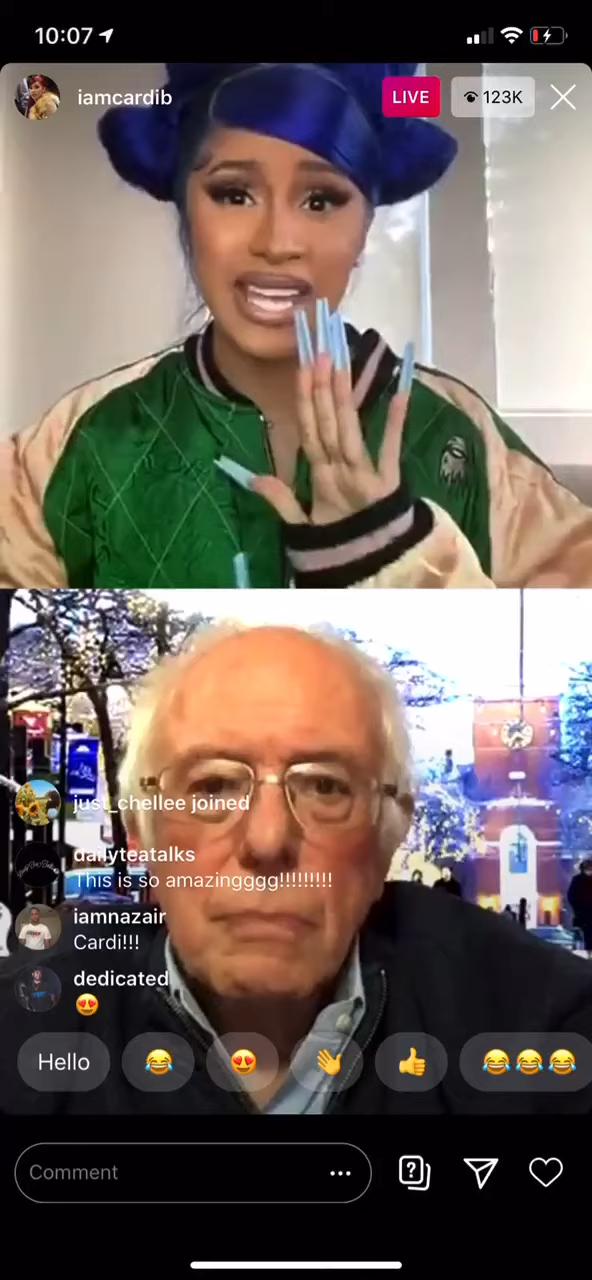 10:07
iamcardib
LIVE
123K
just_chellee joined
dailyteatalks
This is so amazingggg!!!!!!!!!
iamnazair
Cardi!!!
dedicated
😍
Hello 😂 😍 👋 👍 😂😂😂
Comment